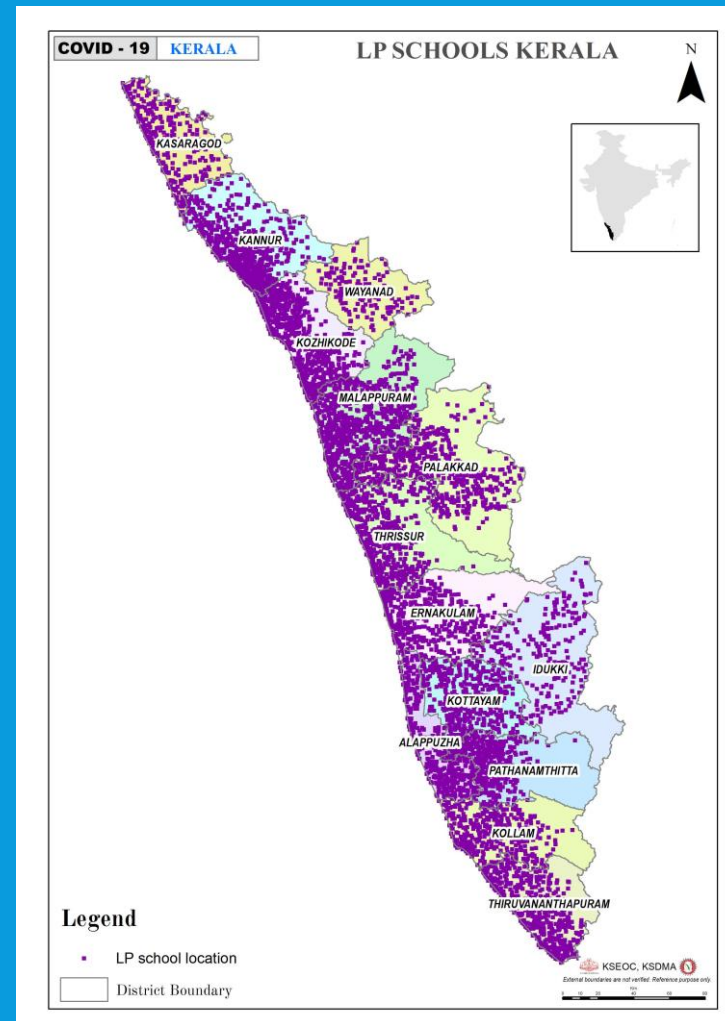 COVID - 19 KERALA
LP SCHOOLS KERALA
N
KASARAGOD
KANNUR
WAYANAD
KOZHIKODE
MALAPPURAM
PALAKKAD
THRISSUR
ERNAKULAM
IDUKKI
KOTTAYAM
ALAPPUZHA
PATHANAMTHITTA
KOLLAM
THIRUVANANTHAPURAM
Legend
LP school location
District Boundary
KSEOC, KSDMA
External boundaries are not verified. Reference purpose only.